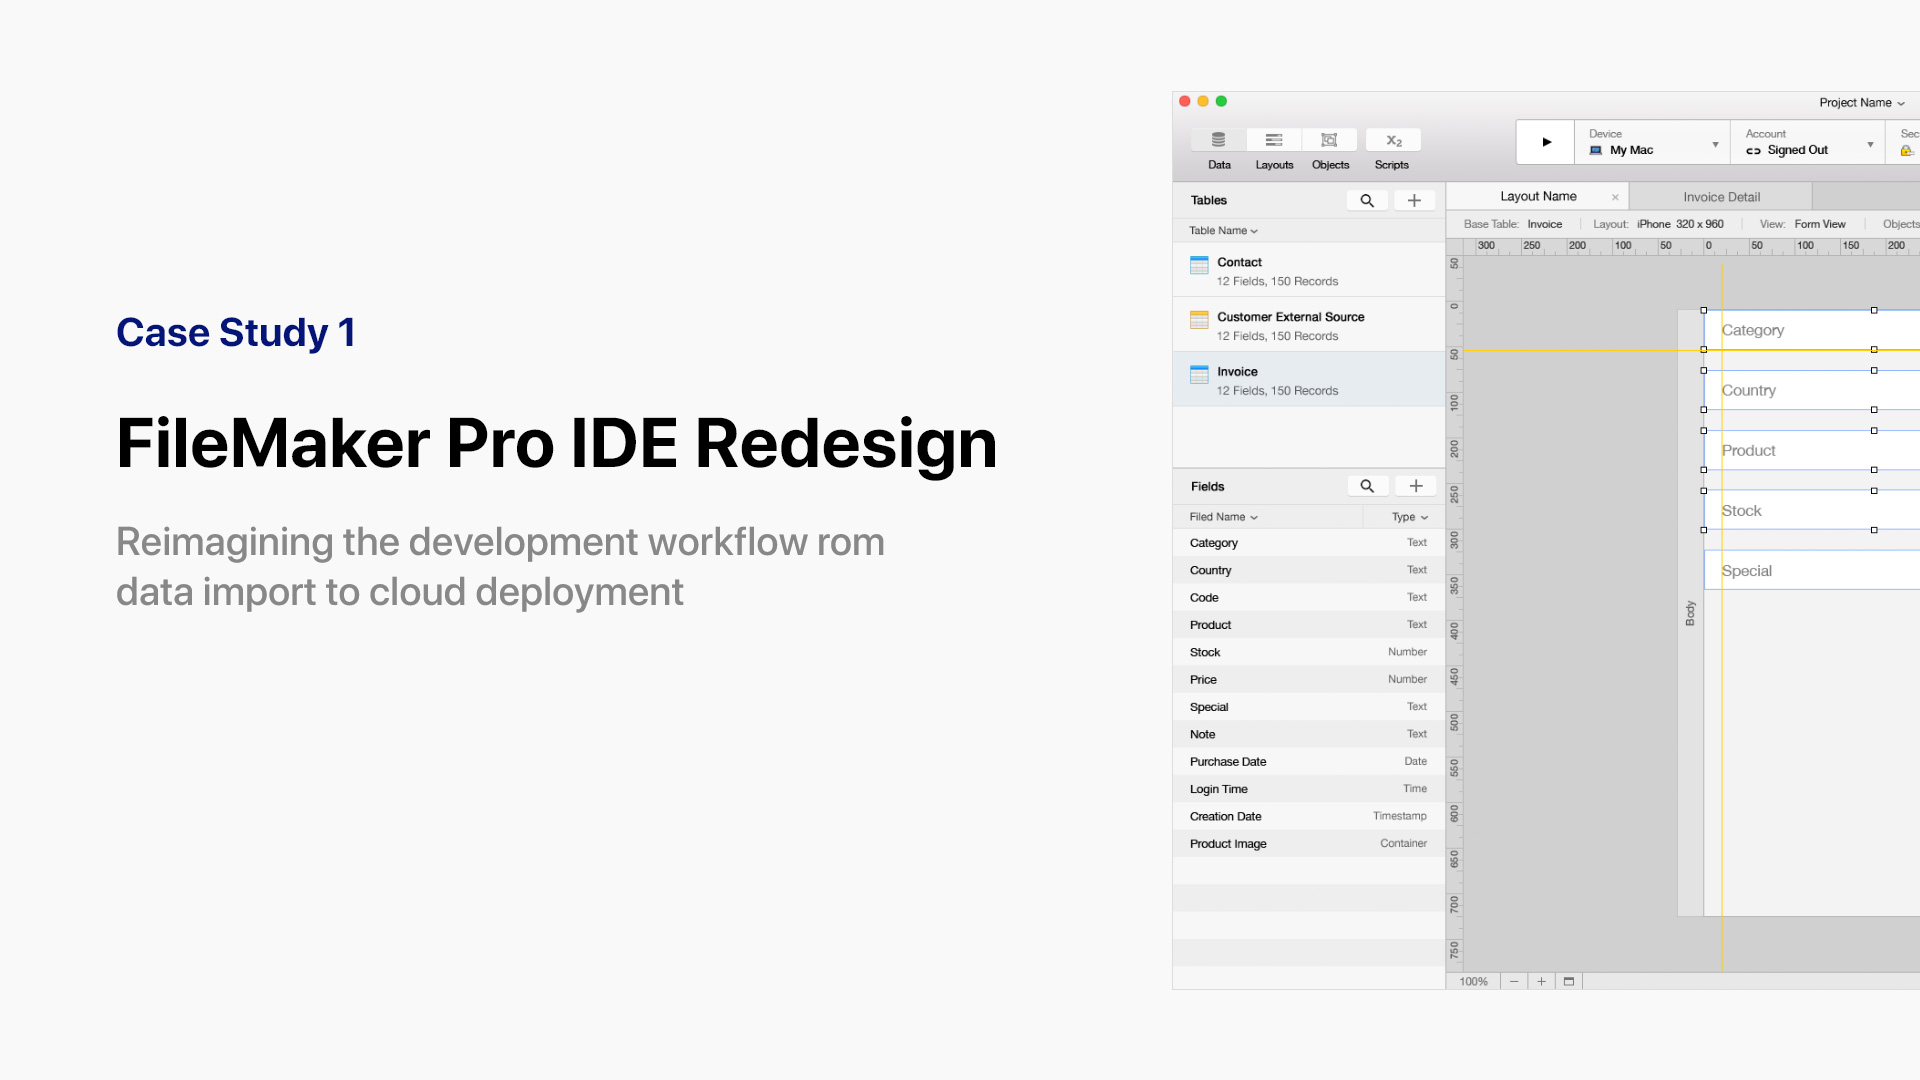 Case Study 1
FileMaker Pro IDE Redesign
Reimagining the development workflow rom
data import to cloud deployment
Project Name
Data Layouts Objects Scripts
X2
Device
My Mac
Account
Signed Out
Sec
Tables
Table Name
Contact
12 Fields, 150 Records
Customer External Source
12 Fields, 150 Records
Invoice
12 Fields, 150 Records
Fields
Filed Name Type
Category Text
Country Text
Code Text
Product Text
Stock Number
Price Number
Special Text
Note Text
Purchase Date Date
Login Time Time
Creation Date Timestamp
Product Image Container
Layout Name × Invoice Detail
Base Table: Invoice Layout: iPhone 320 x 960 View: Form View Objects
300 250 200 100 50 0 50 100 150 200
50
0
50
100
200
250
300
350
400
450
500
550
600
650
700
750
Category
Country
Product
Stock
Special
Body
100%